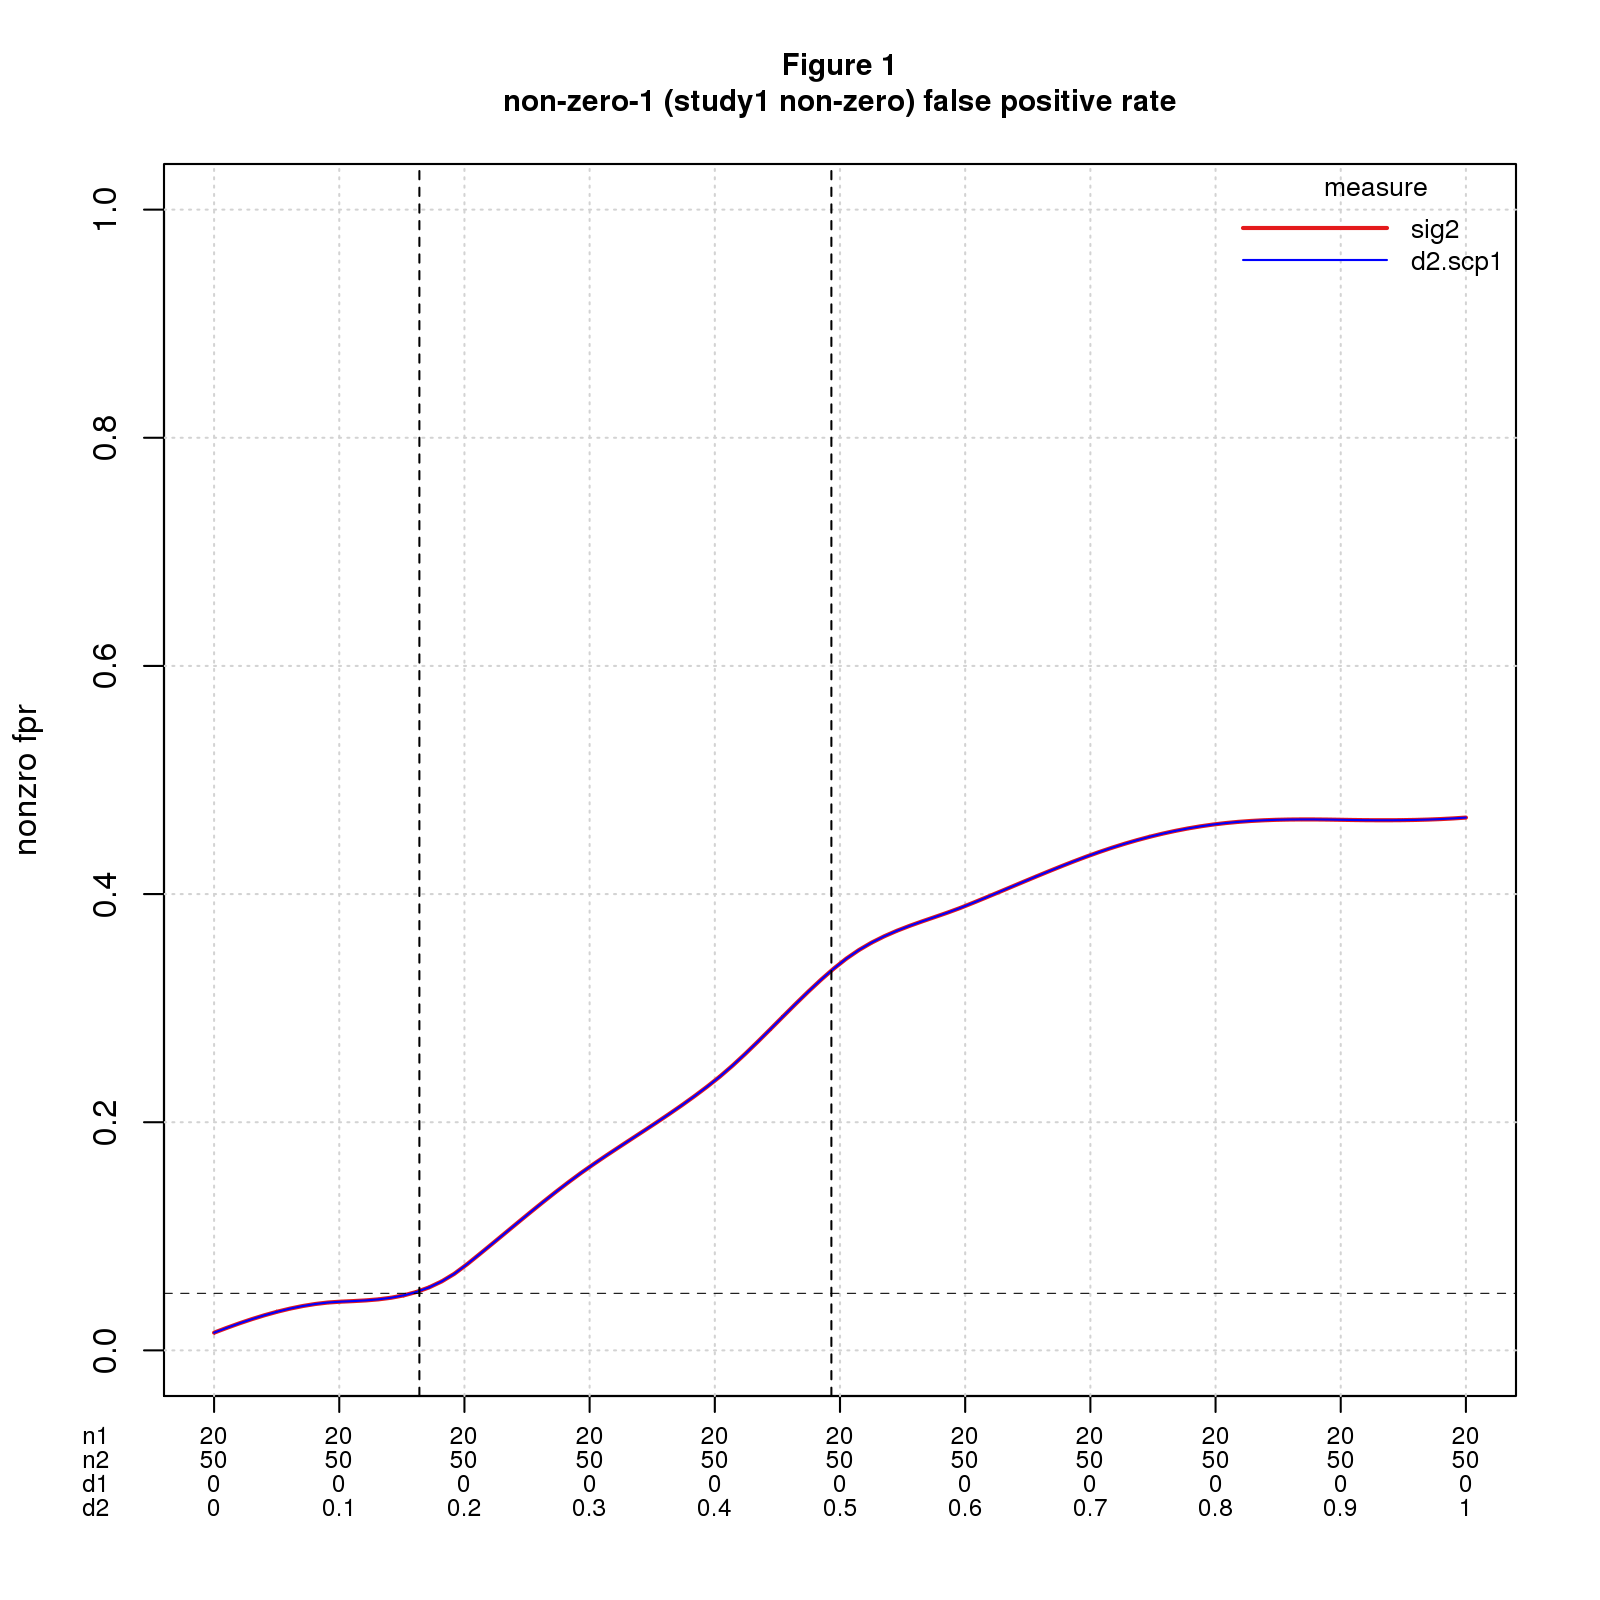 Figure 1
non-zero-1 (study1 non-zero) false positive rate
measure
sig2
d2.scp1
nonzro fpr
1.0
0.8
0.6
0.4
0.2
0.0
n1 20 20 20 20 20 20 20 20 20 20 20
n2 50 50 50 50 50 50 50 50 50 50 50
d1 0 0 0 0 0 0 0 0 0 0 0
d2 0 0.1 0.2 0.3 0.4 0.5 0.6 0.7 0.8 0.9 1